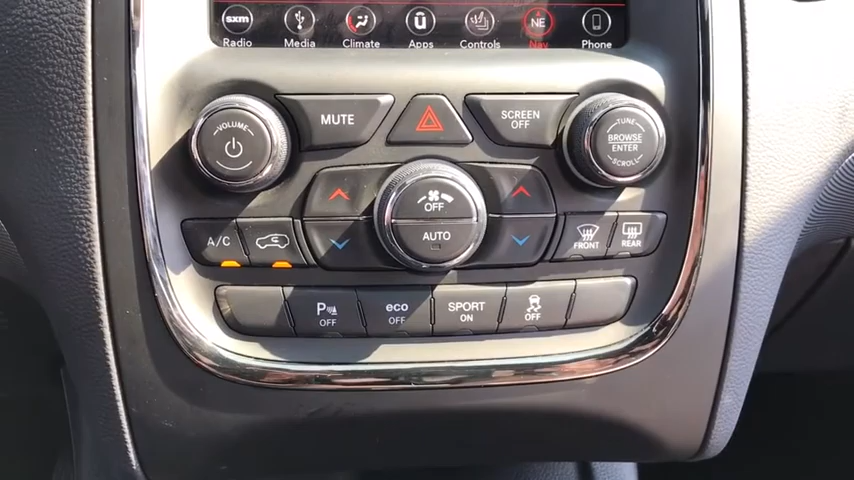 sxm NE
Radio Media Climate Apps Controls Nav Phone
VOLUME
MUTE
SCREEN
OFF
TUNE
BROWSE
ENTER
SCROLL
OFF
AUTO
A/C
FRONT
REAR
P OFF
eco OFF
SPORT ON
OFF